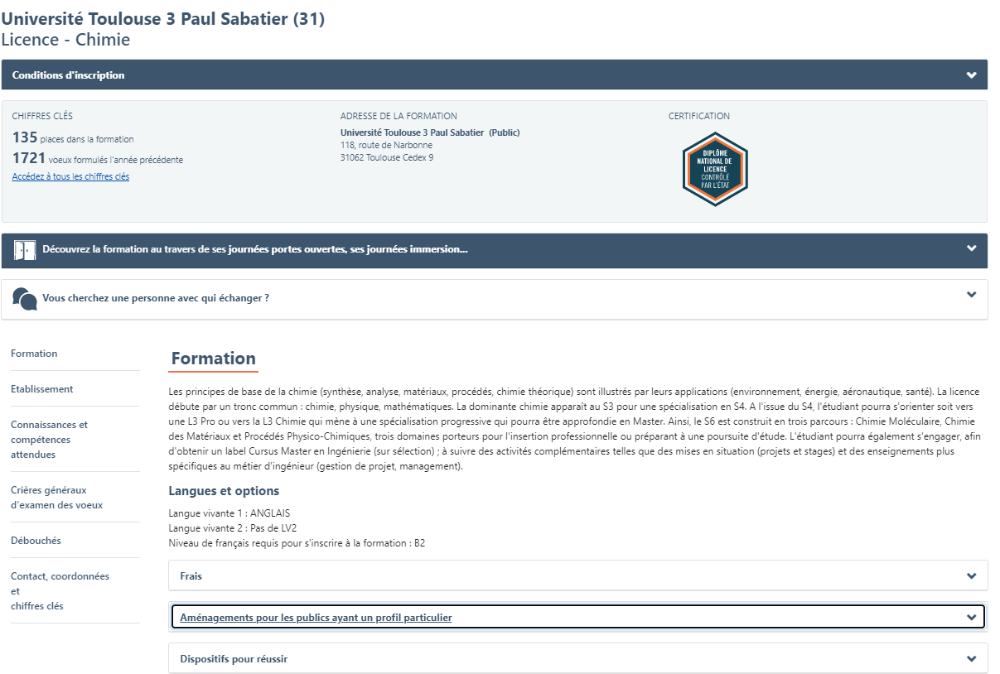 Université Toulouse 3 Paul Sabatier (31)
Licence - Chimie
Conditions d'inscription
CHIFFRES CLÉS
135 places dans la formation
1721 voeux formulés l'année précédente
Accédez à tous les chiffres clés
ADRESSE DE LA FORMATION
Université Toulouse 3 Paul Sabatier (Public)
118, route de Narbonne
31062 Toulouse Cedex 9
CERTIFICATION
DIPLÔME
NATIONAL DE
LICENCE
CONTRÔLÉ
PAR L'ÉTAT
Découvrez la formation au travers de ses journées portes ouvertes, ses journées immersion...
Vous cherchez une personne avec qui échanger ?
Formation
Etablissement
Connaissances et
compétences
attendues
Crières généraux
d'examen des voeux
Débouchés
Contact, coordonnées
et
chiffres clés
Formation
Les principes de base de la chimie (synthèse, analyse, matériaux, procédés, chimie théorique) sont illustrés par leurs applications (environnement, énergie, aéronautique, santé). La licence
débute par un tronc commun : chimie, physique, mathématiques. La dominante chimie apparaît au S3 pour une spécialisation en S4. A l'issue du S4, l'étudiant pourra s'orienter soit vers
une L3 Pro ou vers la L3 Chimie qui mène à une spécialisation progressive qui pourra être approfondie en Master. Ainsi, le S6 est construit en trois parcours : Chimie Moléculaire, Chimie
des Matériaux et Procédés Physico-Chimiques, trois domaines porteurs pour l'insertion professionnelle ou préparant à une poursuite d'étude. L'étudiant pourra également s'engager, afin
d'obtenir un label Cursus Master en Ingénierie (sur sélection) ; à suivre des activités complémentaires telles que des mises en situation (projets et stages) et des enseignements plus
spécifiques au métier d'ingénieur (gestion de projet, management).
Langues et options
Langue vivante 1 : ANGLAIS
Langue vivante 2 : Pas de LV2
Niveau de français requis pour s'inscrire à la formation : B2
Frais
Aménagements pour les publics ayant un profil particulier
Dispositifs pour réussir